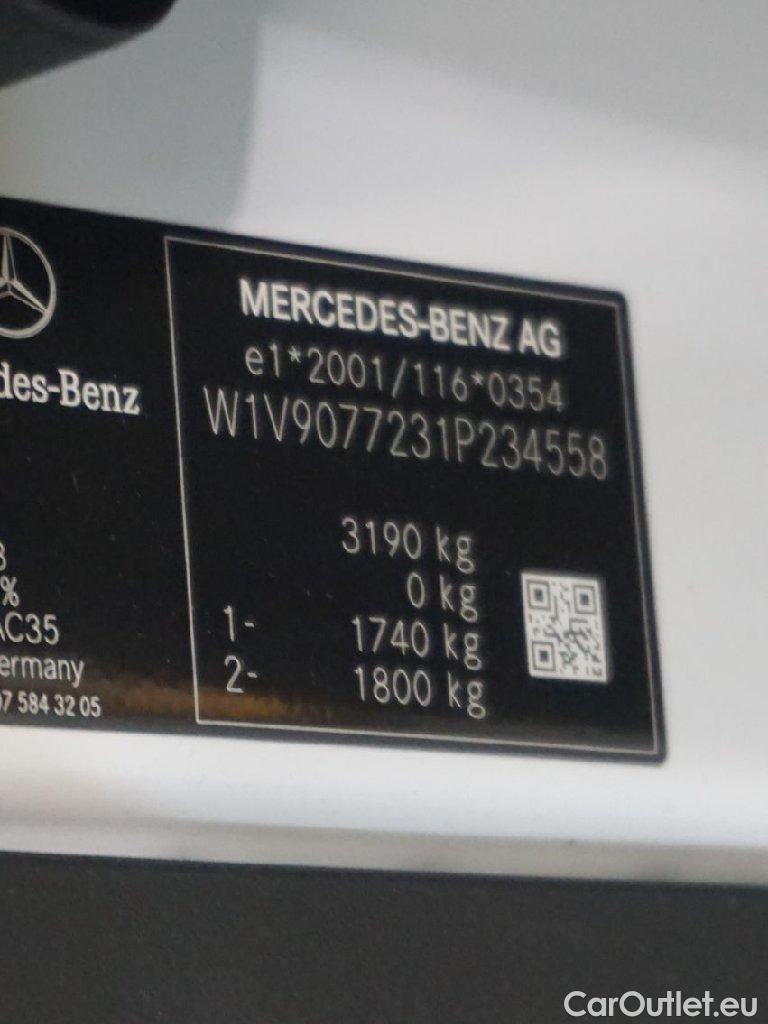 MERCEDES-BENZ AG
e1*2001/116*0354
des-Benz
W1V9077231P234558
3190 kg
0 kg
%
1- 1740 kg
AC35
2- 1800 kg
ermany
07 584 32 05
CarOutlet.eu